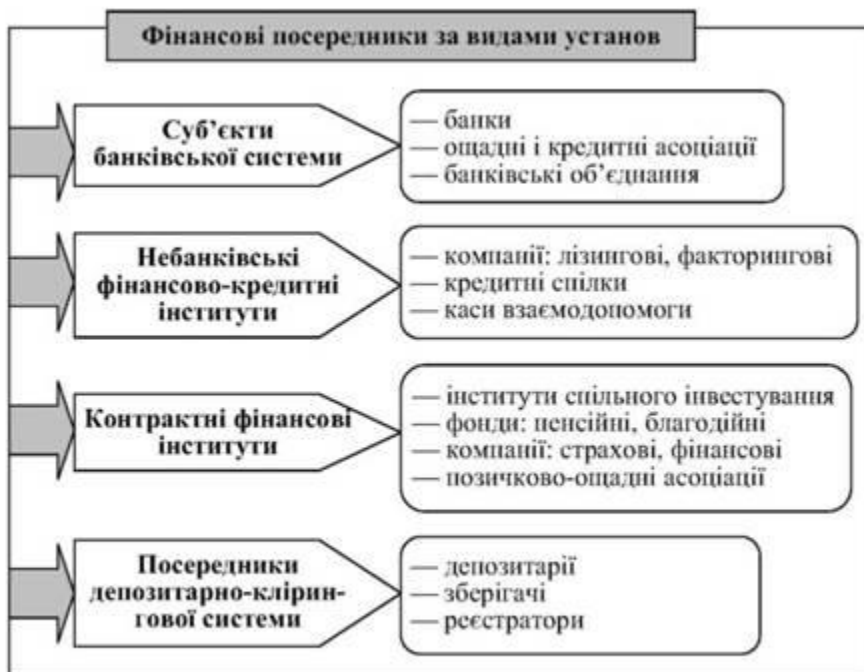 Фінансові посередники за видами установ
Суб’єкти
банківської системи
— банки
— ощадні і кредитні асоціації
— банківські об’єднання
Небанківські
фінансово-кредитні
інститути
— компанії: лізингові, факторингові
— кредитні спілки
— каси взаємодопомоги
Контрактні фінансові
інститути
— інститути спільного інвестування
— фонди: пенсійні, благодійні
— компанії: страхові, фінансові
— позичково-ощадні асоціації
Посередники
депозитарно-клірин-
гової системи
— депозитарії
— зберігачі
— реєстратори